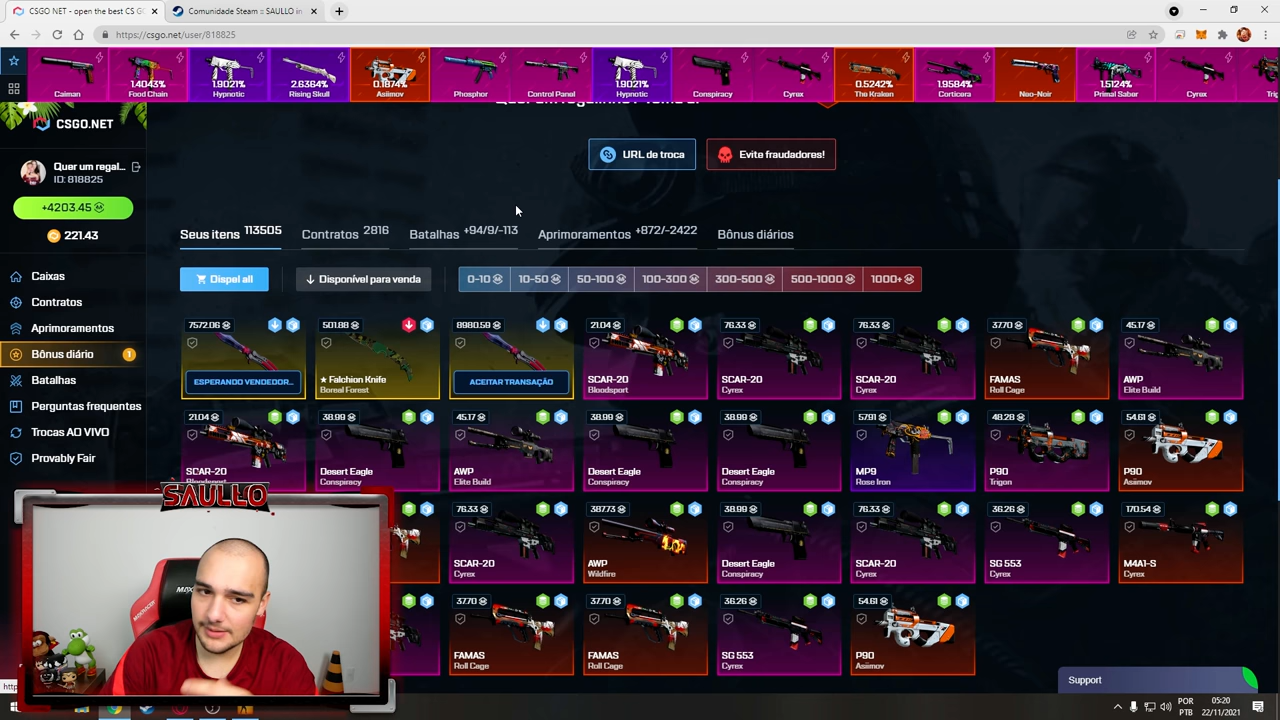 CSGO NET - open the best CS GO
Comunidade Steam :: SAULLO in
https://csgo.net/user/818825
Caiman
1.4043%
Food Chain
1.9021%
Hypnotic
2.6364%
Rising Skull
0.1874%
Asiimov
Phosphor
Control Panel
1.9021%
Hypnotic
Conspiracy
Cyrex
0.5242%
The Kraken
1.9584%
Corticera
Neo-Noir
1.5124%
Primal Saber
Cyrex
CSGO.NET
Quer um regal...
ID: 818825
+4203.45
221.43
Caixas
Contratos
Aprimoramentos
Bônus diário 1
Batalhas
Perguntas frequentes
Trocas AO VIVO
Provably Fair
URL de troca
Evite fraudadores!
Seus itens 113505
Contratos 2816
Batalhas +94/9/-113
Aprimoramentos +872/-2422
Bônus diários
Dispel all
Disponível para venda
0-10
10-50
50-100
100-300
300-500
500-1000
1000+
7572.06
ESPERANDO VENDEDOR...
501.88
★ Falchion Knife
Boreal Forest
8980.59
ACEITAR TRANSAÇÃO
21.04
SCAR-20
Bloodsport
76.33
SCAR-20
Cyrex
76.33
SCAR-20
Cyrex
37.70
FAMAS
Roll Cage
45.17
AWP
Elite Build
21.04
SCAR-20
Bloodsport
38.99
Desert Eagle
Conspiracy
45.17
AWP
Elite Build
38.99
Desert Eagle
Conspiracy
38.99
Desert Eagle
Conspiracy
57.91
MP9
Rose Iron
48.28
P90
Trigon
54.61
P90
Asiimov
76.33
SCAR-20
Cyrex
387.73
AWP
Wildfire
38.99
Desert Eagle
Conspiracy
76.33
SCAR-20
Cyrex
36.26
SG 553
Cyrex
170.54
M4A1-S
Cyrex
37.70
FAMAS
Roll Cage
37.70
FAMAS
Roll Cage
36.26
SG 553
Cyrex
54.61
P90
Asiimov
SAULLO
Support
POR
PTB
05:20
22/11/2021